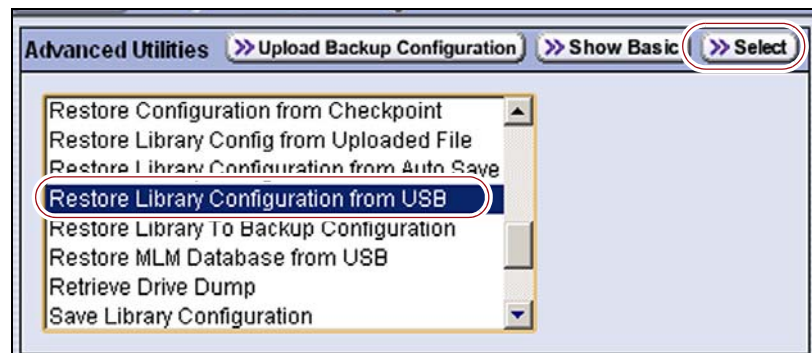 Advanced Utilities >> Upload Backup Configuration >> Show Basic >> Select
Restore Configuration from Checkpoint
Restore Library Config from Uploaded File
Restore Library Configuration from Auto Save
Restore Library Configuration from USB
Restore Library To Backup Configuration
Restore MLM Database from USB
Retrieve Drive Dump
Save Library Configuration